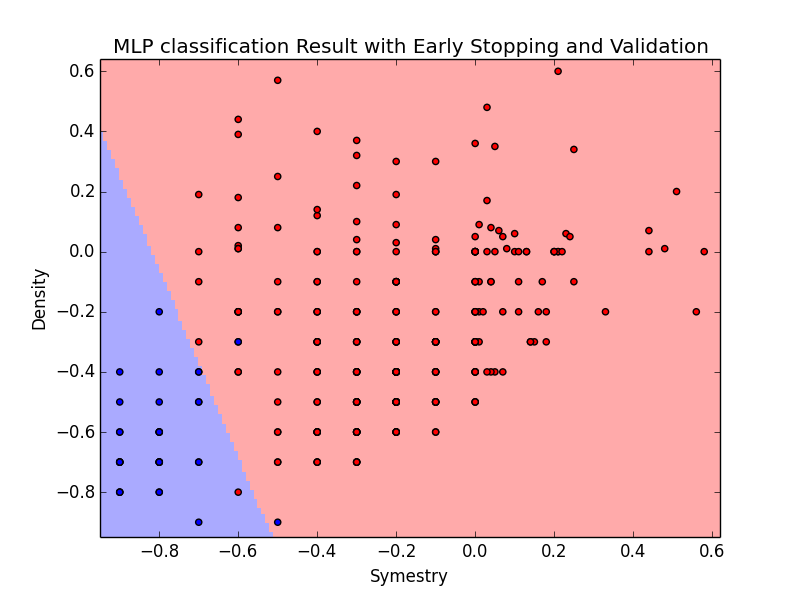 MLP classification Result with Early Stopping and Validation
0.6
0.4
0.2
0.0
−0.2
−0.4
−0.6
−0.8
Density
−0.8 −0.6 −0.4 −0.2 0.0 0.2 0.4 0.6
Symestry